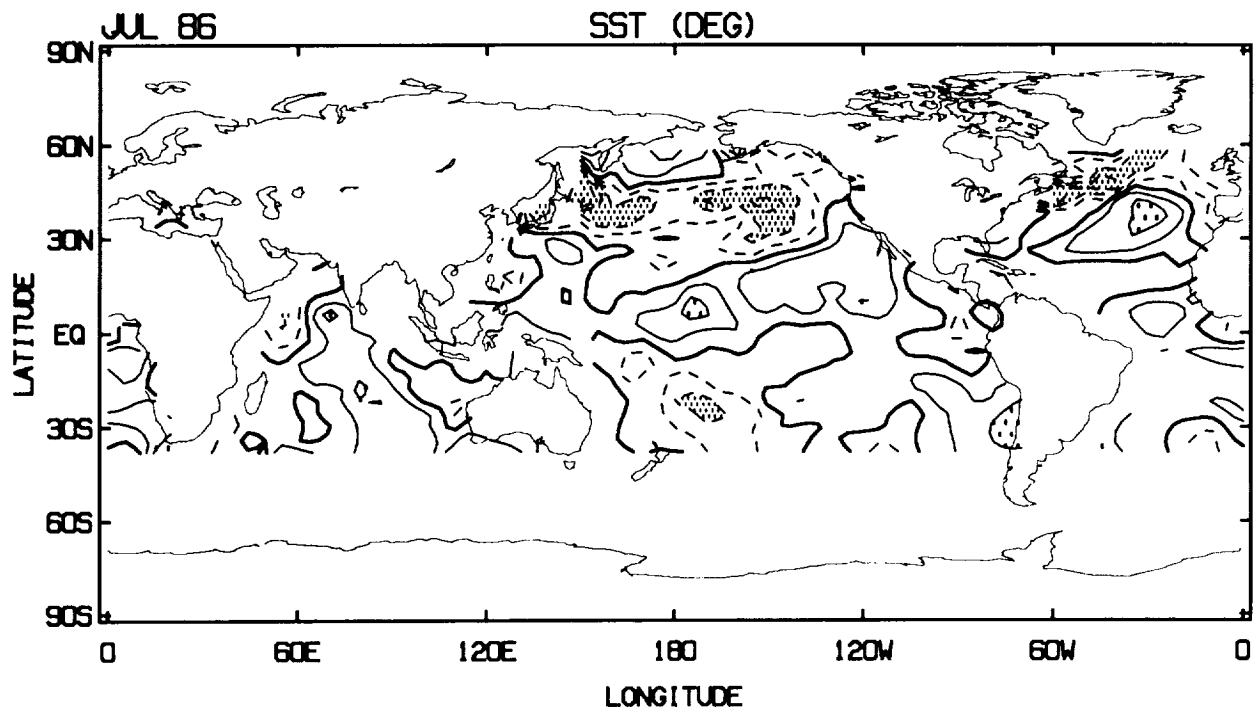 JUL 86
SST (DEG)
90N
60N
30N
EQ
30S
60S
90S
LATITUDE
0
60E
120E
180
120W
60W
0
LONGITUDE